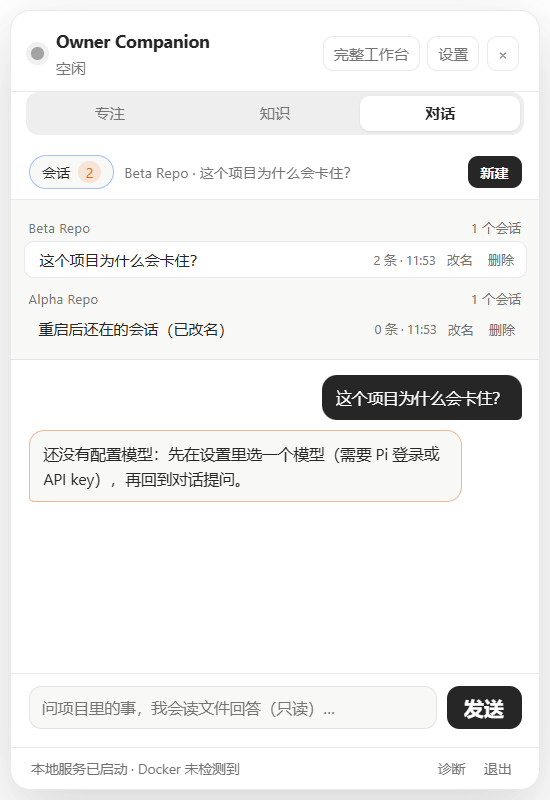 Owner Companion
空闲
完整工作台 设置 ×
专注 知识 对话
会话 2 Beta Repo · 这个项目为什么会卡住? 新建
Beta Repo 1 个会话
这个项目为什么会卡住? 2 条 · 11:53 改名 删除
Alpha Repo 1 个会话
重启后还在的会话（已改名） 0 条 · 11:53 改名 删除
这个项目为什么会卡住?
还没有配置模型：先在设置里选一个模型（需要 Pi 登录或
API key），再回到对话提问。
问项目里的事，我会读文件回答（只读）... 发送
本地服务已启动 · Docker 未检测到 诊断 退出